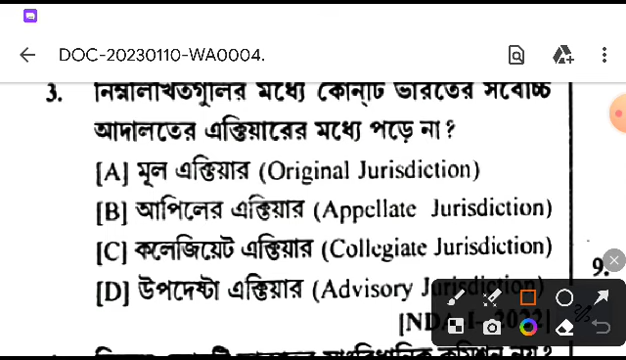 DOC-20230110-WA0004.
3. নিম্নলিখিতগুলির মধ্যে কোন্‌টি ভারতের সর্বোচ্চ
আদালতের এক্তিয়ারের মধ্যে পড়ে না?
[A] মূল এক্তিয়ার (Original Jurisdiction)
[B] আপিলের এক্তিয়ার (Appellate Jurisdiction)
[C] কলেজিয়েট এক্তিয়ার (Collegiate Jurisdiction)
9.
[D] উপদেষ্টা এক্তিয়ার (Advisory Jurisdiction)